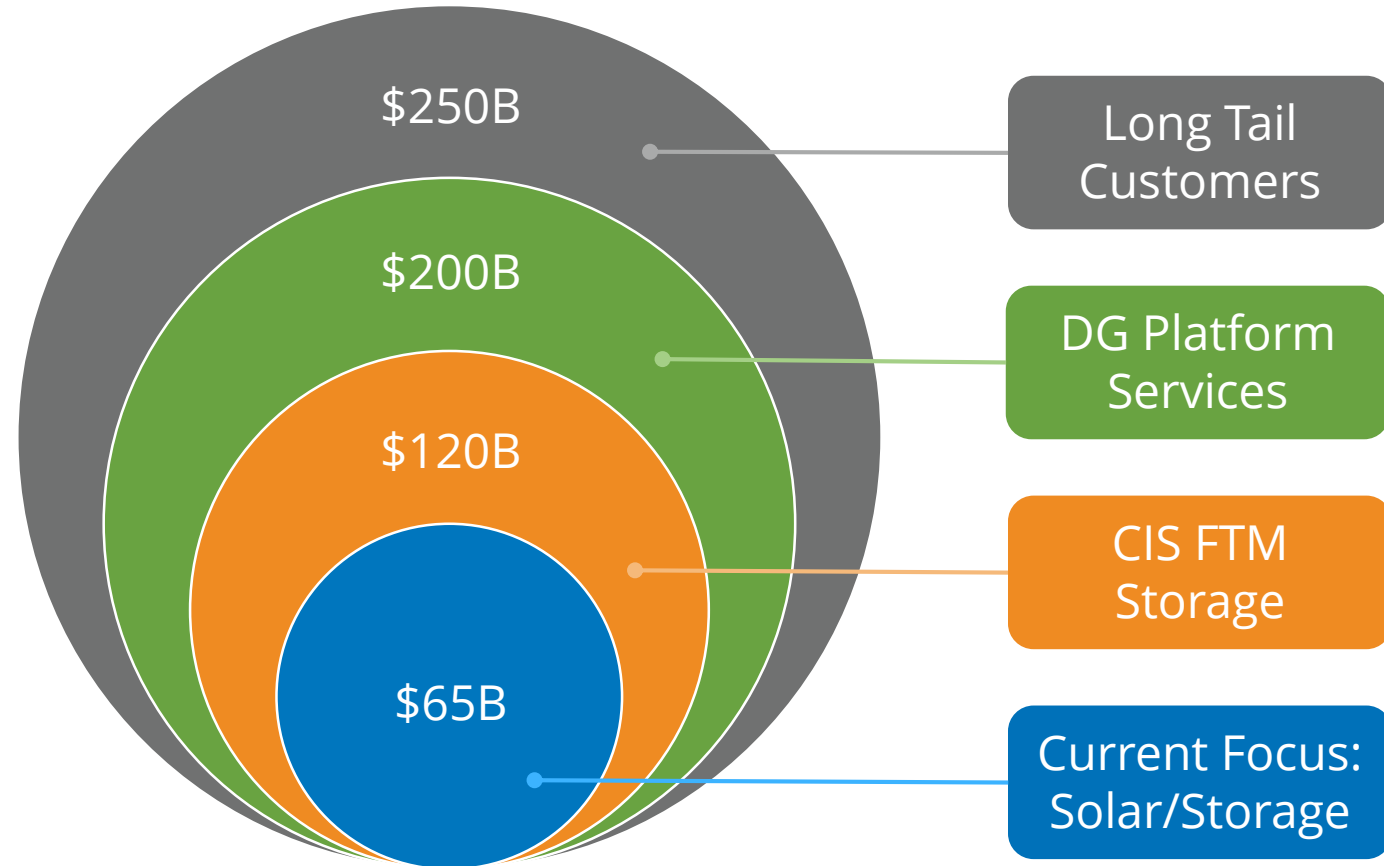 $250B
Long Tail
Customers
$200B
DG Platform
Services
$120B
CIS FTM
Storage
$65B
Current Focus:
Solar/Storage